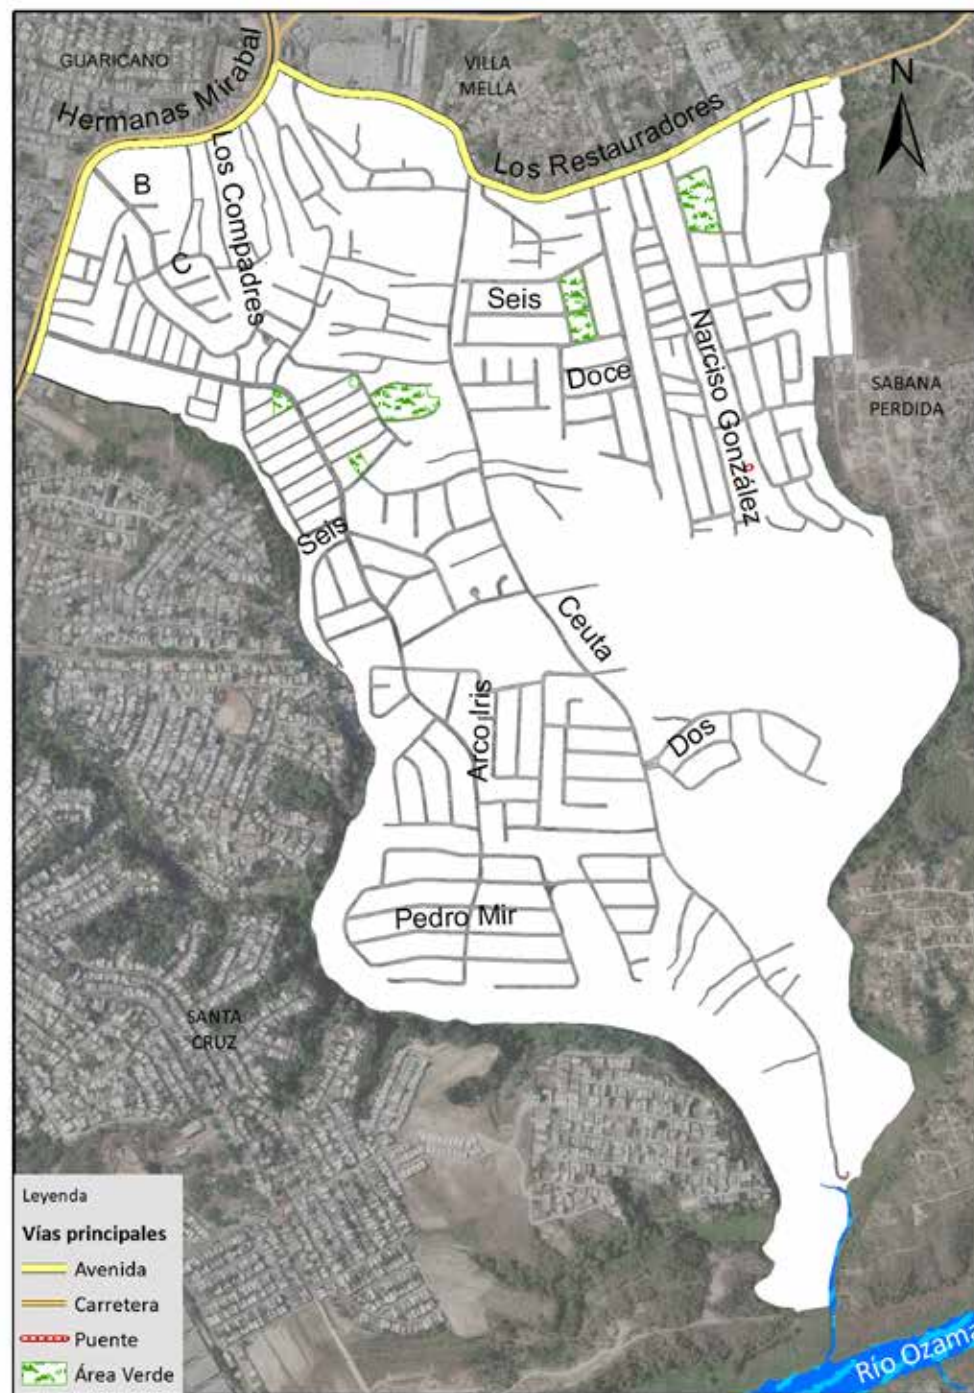 GUARICANO
Hermanas Mirabal
VILLA
MELLA
Los Restauradores
N
B
C
Los Compadres
Seis
Doce
Narciso González
SABANA
PERDIDA
Seis
Ceuta
Arco Iris
Dos
Pedro Mir
SANTA
CRUZ
Leyenda
Vías principales
Avenida
Carretera
Puente
Área Verde
Río Ozama